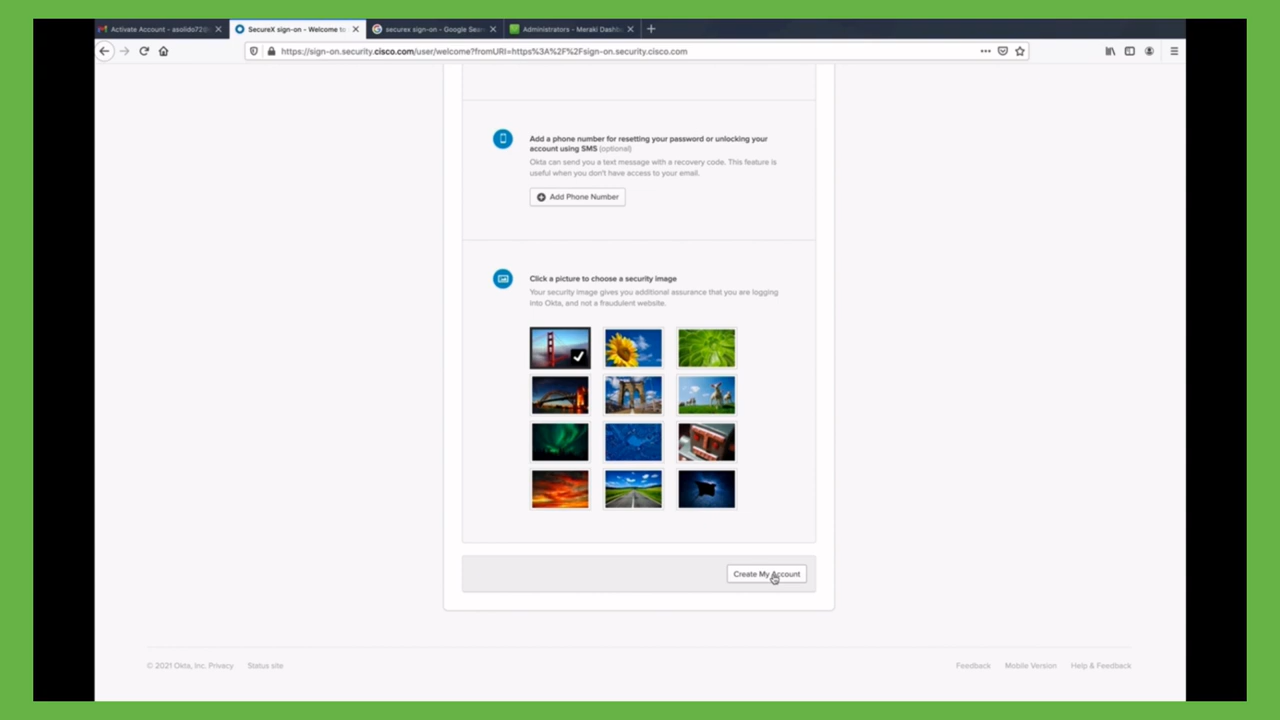 Activate Account - asolido72@
SecureX sign-on - Welcome to
securex sign-on - Google Sear
Administrators - Meraki Dashb
https://sign-on.security.cisco.com/user/welcome?fromURI=https%3A%2F%2Fsign-on.security.cisco.com
Add a phone number for resetting your password or unlocking your
account using SMS (optional)
Okta can send you a text message with a recovery code. This feature is
useful when you don't have access to your email.
Add Phone Number
Click a picture to choose a security image
Your security image gives you additional assurance that you are logging
into Okta, and not a fraudulent website.
Create My Account
© 2021 Okta, Inc. Privacy Status site
Feedback Mobile Version Help & Feedback